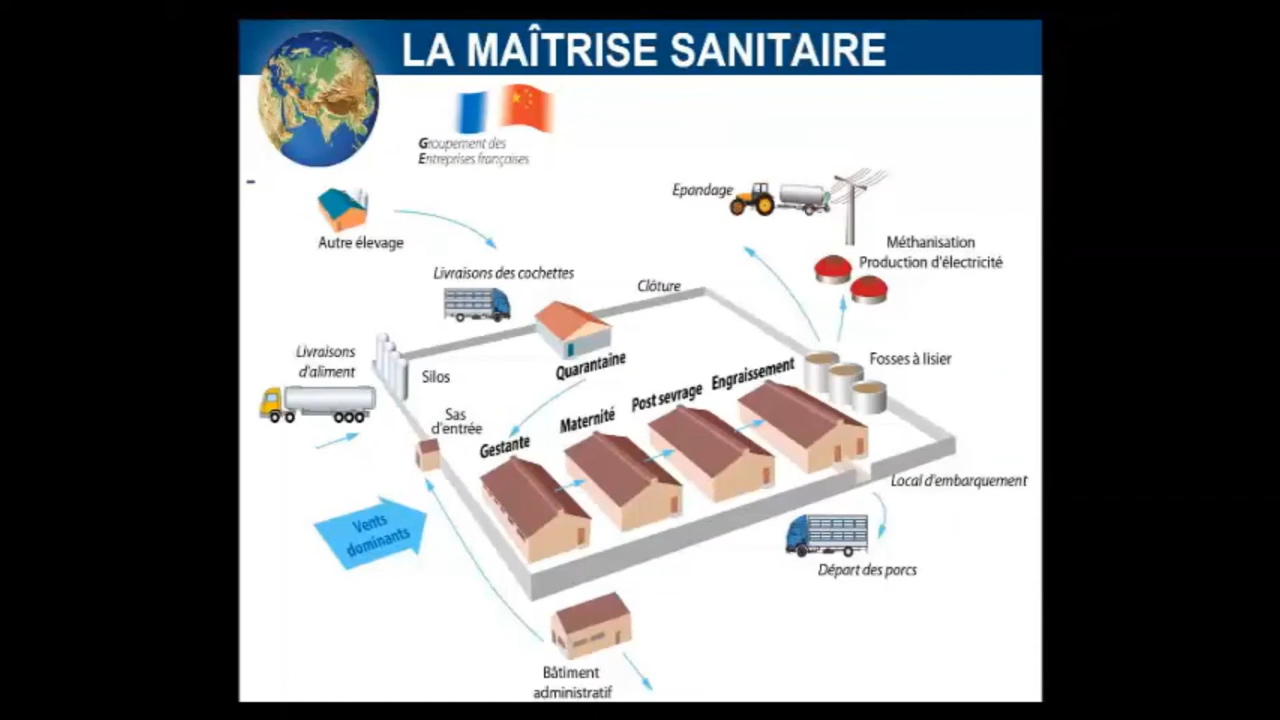 LA MAÎTRISE SANITAIRE
Groupement des
Entreprises françaises
Epandage
Autre élevage
Méthanisation
Production d'électricité
Livraisons des cochettes
Clôture
Livraisons
d'aliment
Silos
Quarantaine
Fosses à lisier
Sas
d'entrée
Gestante
Maternité
Post sevrage
Engraissement
Local d'embarquement
Vents
dominants
Départ des porcs
Bâtiment
administratif